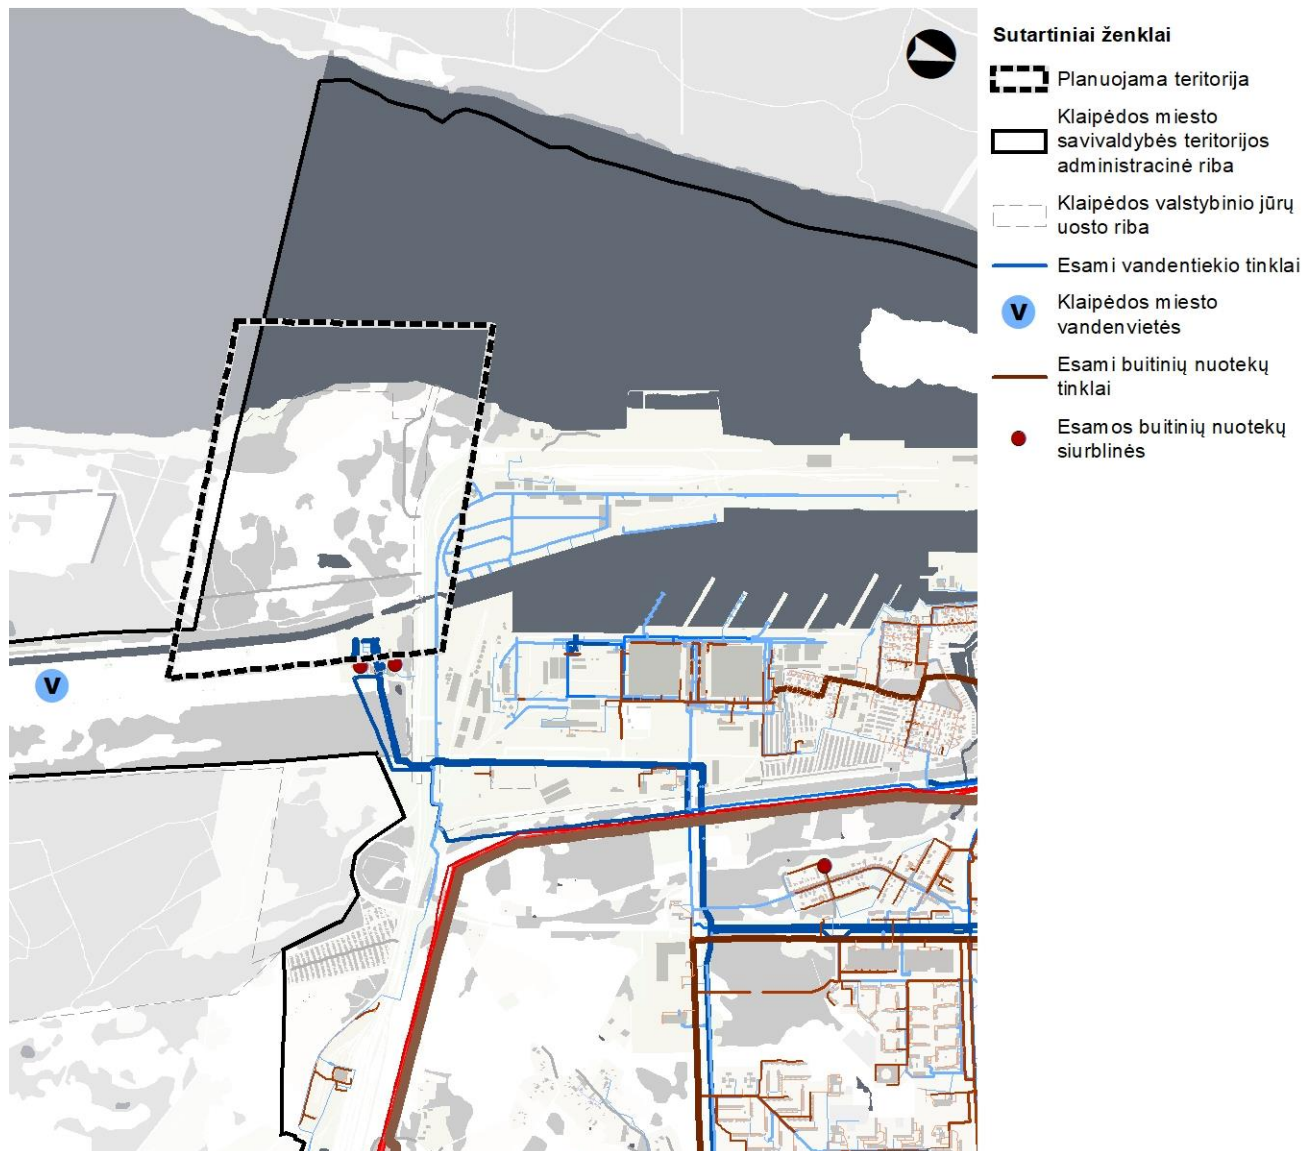 Sutartiniai ženklai
Planuojama teritorija
Klaipėdos miesto
savivaldybės teritorijos
administracinė riba
Klaipėdos valstybinio jūrų
uosto riba
Esami vandentiekio tinklai
V
Klaipėdos miesto
vandenvietės
Esami buitinių nuotekų
tinklai
Esamos buitinių nuotekų
siurblinės
V